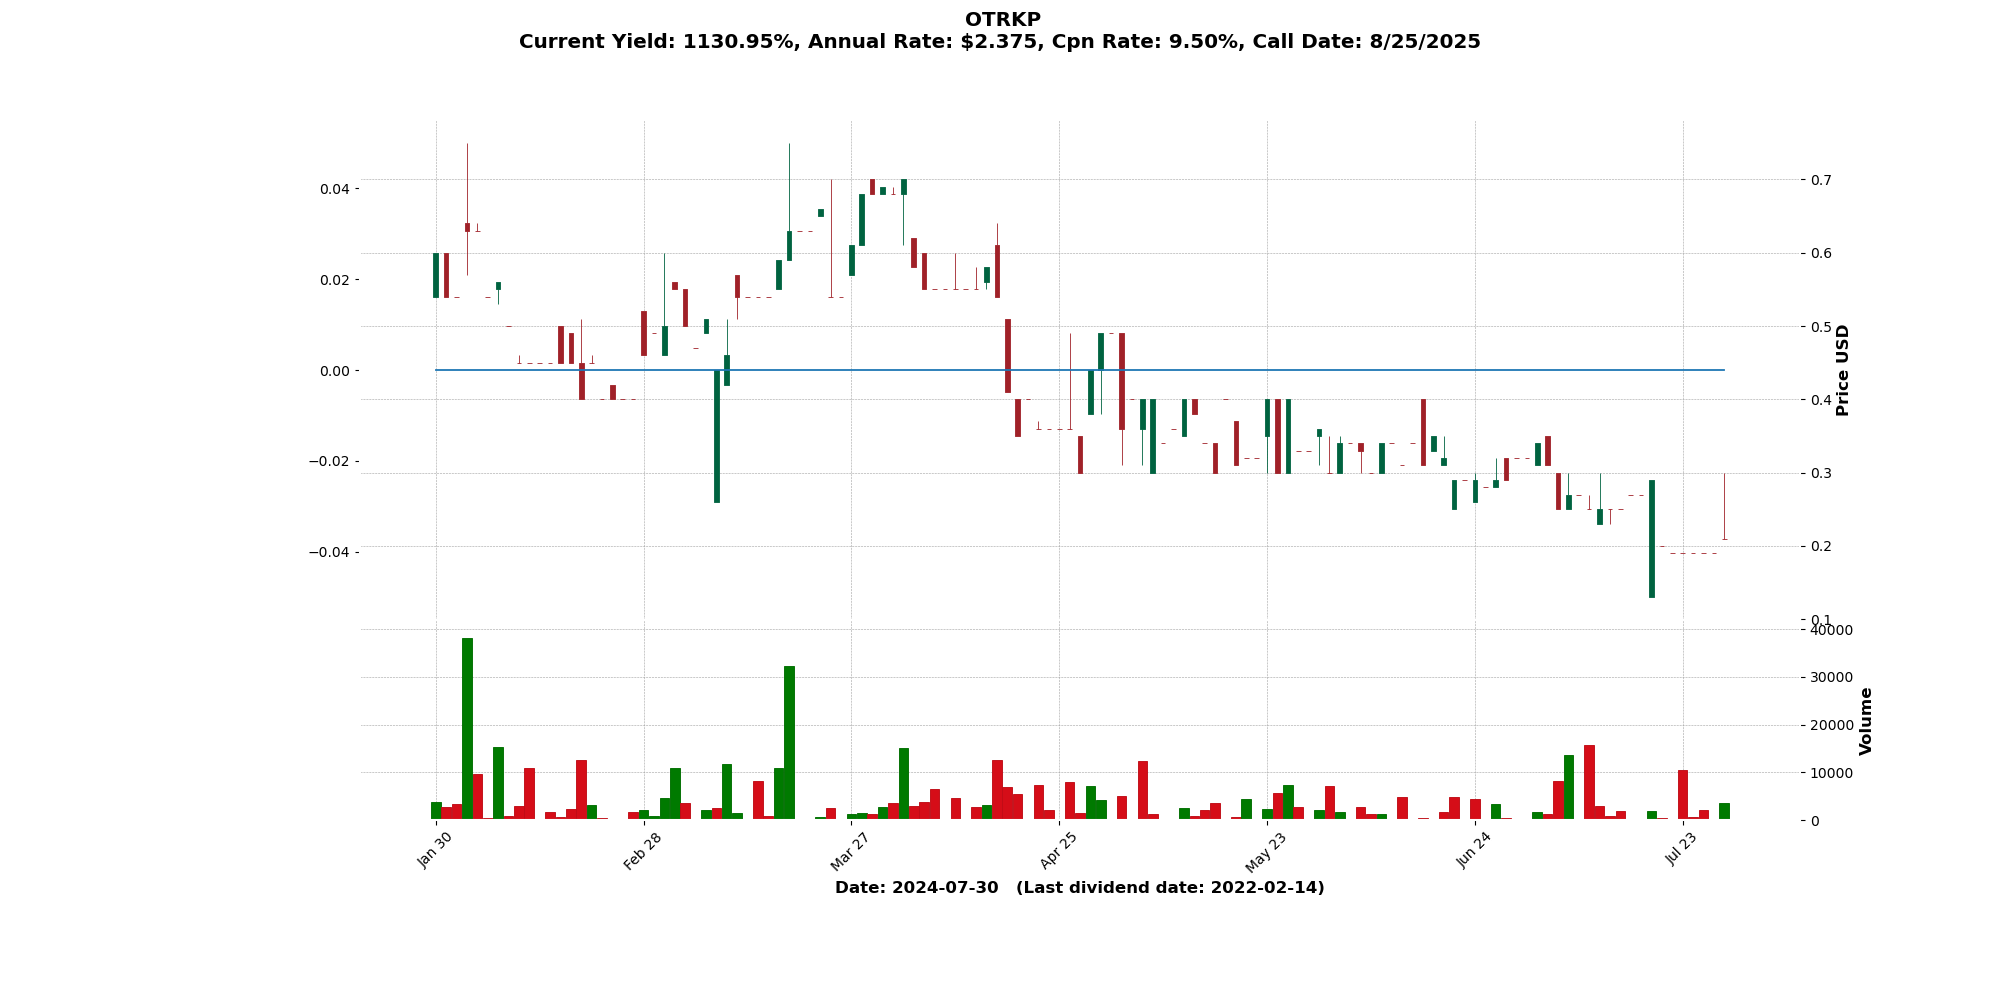 OTRKP
Current Yield: 1130.95%, Annual Rate: $2.375, Cpn Rate: 9.50%, Call Date: 8/25/2025
0.04
0.02
0.00
−0.02
−0.04
0.7
0.6
0.5
0.4
0.3
0.2
0.1
Price USD
40000
30000
20000
10000
0
Volume
Jan 30
Feb 28
Mar 27
Apr 25
May 23
Jun 24
Jul 23
Date: 2024-07-30   (Last dividend date: 2022-02-14)